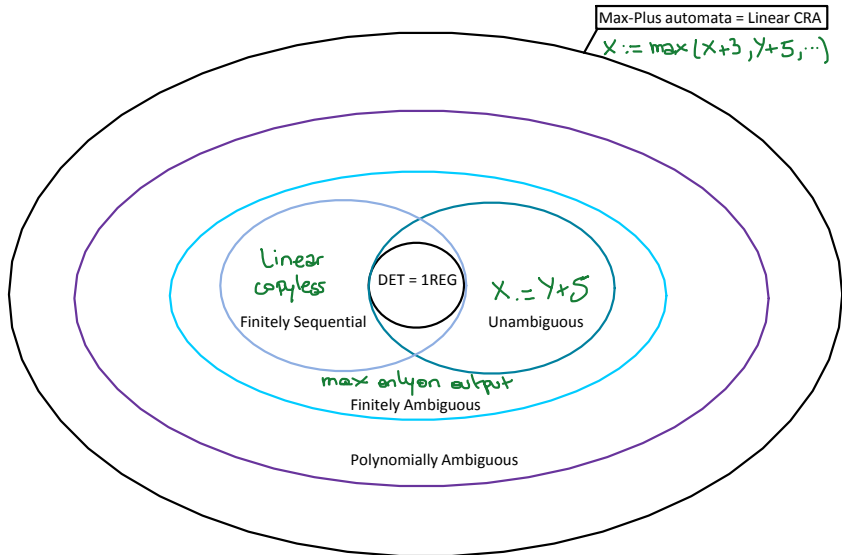 Max-Plus automata = Linear CRA
X := max(X+3, Y+5, ...)
Linear
copyless
DET = 1REG
X := Y+5
Finitely Sequential
Unambiguous
max only on output
Finitely Ambiguous
Polynomially Ambiguous